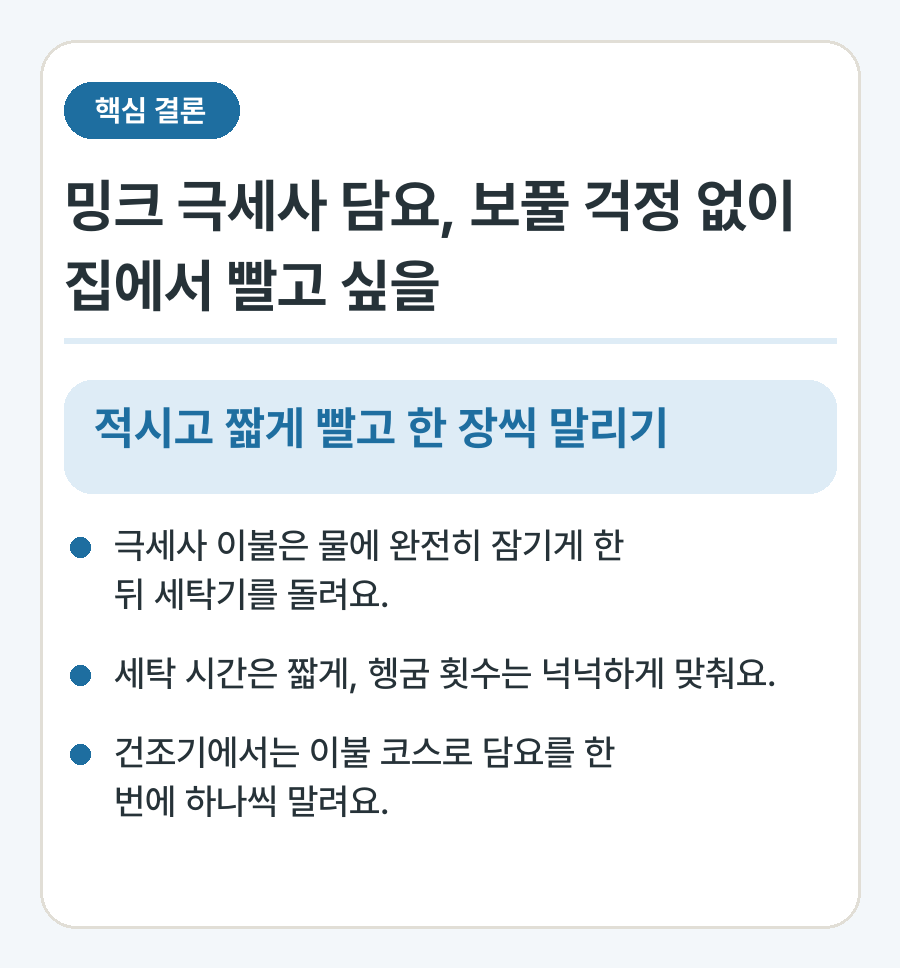 핵심 결론
밍크 극세사 담요, 보풀 걱정 없이
집에서 빨고 싶을
적시고 짧게 빨고 한 장씩 말리기
극세사 이불은 물에 완전히 잠기게 한
뒤 세탁기를 돌려요.
세탁 시간은 짧게, 헹굼 횟수는 넉넉하게 맞춰요.
건조기에서는 이불 코스로 담요를 한
번에 하나씩 말려요.